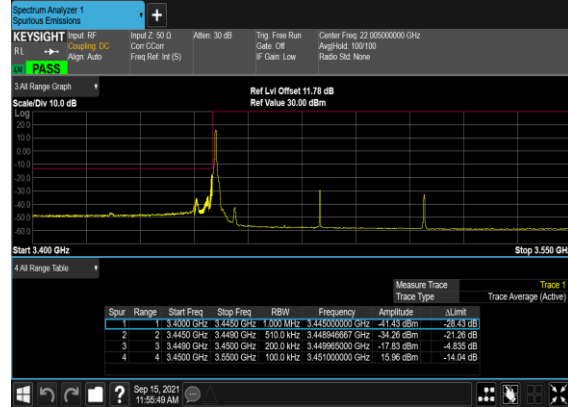 Spectrum Analyzer 1
Spurious Emissions
KEYSIGHT Input: RF Input Z: 50 Ω Atten: 30 dB Trig: Free Run Center Freq: 22.005000000 GHz
RL Coupling: DC Corr CCorr Gate: Off Avg|Hold: 100/100
Align: Auto Freq Ref: Int (S) IF Gain: Low Radio Std: None
PASS
3 All Range Graph
Ref Lvl Offset 11.78 dB
Scale/Div 10.0 dB Ref Value 30.00 dBm
Log
20.0
10.0
0.00
-10.0
-20.0
-30.0
-40.0
-50.0
-60.0
Start 3.400 GHz Stop 3.550 GHz
4 All Range Table
Measure Trace Trace 1
Trace Type Trace Average (Active)
Spur Range Start Freq Stop Freq RBW Frequency Amplitude ΔLimit
1 1 3.4000 GHz 3.4450 GHz 1.000 MHz 3.445000000 GHz -41.43 dBm -28.43 dB
2 2 3.4450 GHz 3.4490 GHz 510.0 kHz 3.448946667 GHz -34.26 dBm -21.26 dB
3 3 3.4490 GHz 3.4500 GHz 200.0 kHz 3.449965000 GHz -17.83 dBm -4.835 dB
4 4 3.4500 GHz 3.5500 GHz 100.0 kHz 3.451000000 GHz 15.96 dBm -14.04 dB
? Sep 15, 2021
11:55:49 AM